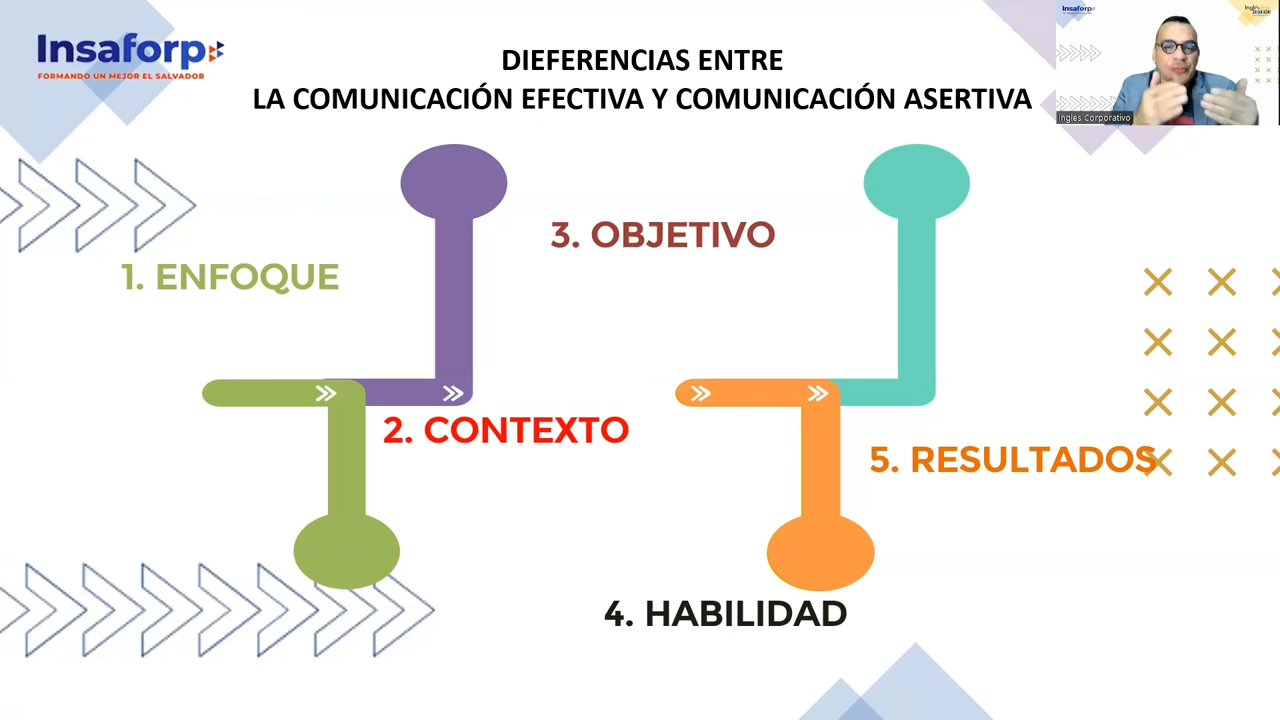 Insaforp
FORMANDO UN MEJOR EL SALVADOR
DIEFERENCIAS ENTRE
LA COMUNICACIÓN EFECTIVA Y COMUNICACIÓN ASERTIVA
Insaforp
Ingles Corporativo
3. OBJETIVO
1. ENFOQUE
2. CONTEXTO
5. RESULTADOS
4. HABILIDAD